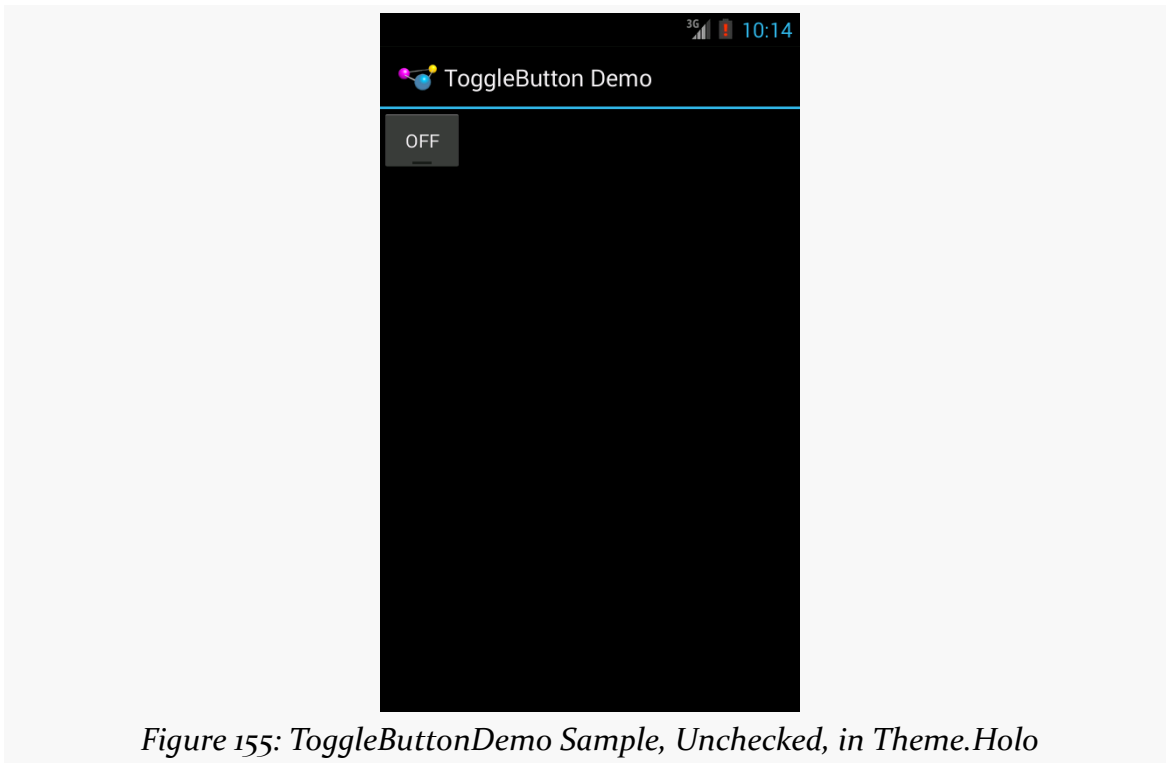 3G 10:14
ToggleButton Demo
OFF
Figure 155: ToggleButtonDemo Sample, Unchecked, in Theme.Holo